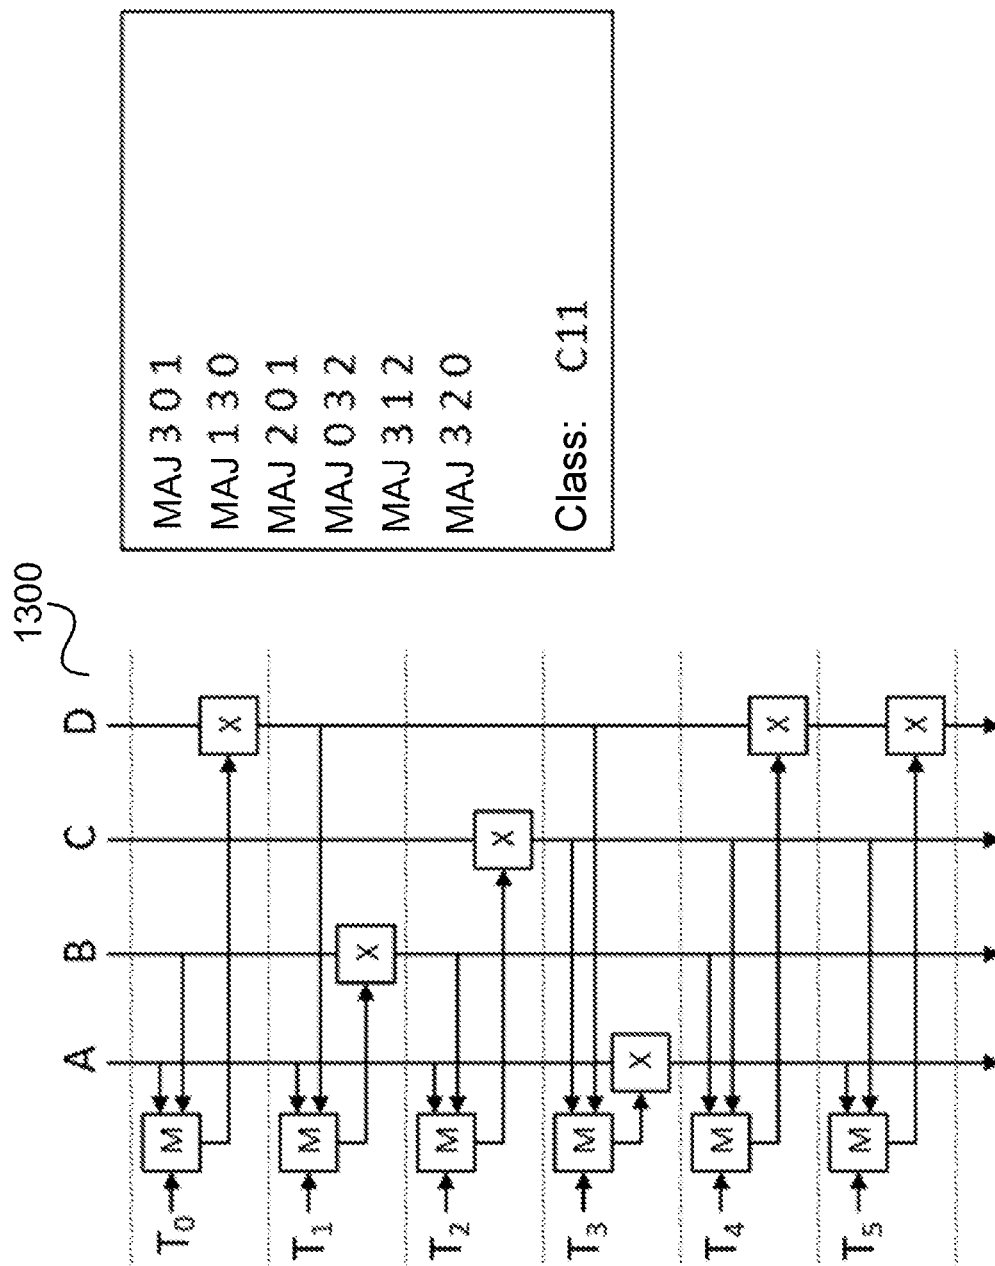 1300
A B C D
T₀ M
X
T₁ M
X
T₂ M
X
T₃ M
X
T₄ M
X
T₅ M
X
MAJ 3 0 1
MAJ 1 3 0
MAJ 2 0 1
MAJ 0 3 2
MAJ 3 1 2
MAJ 3 2 0
Class: C11